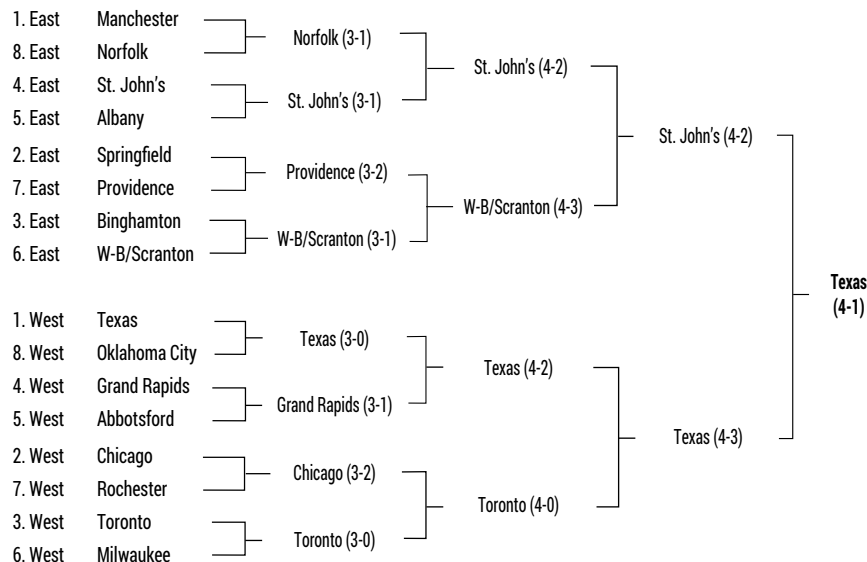 1. East Manchester
8. East Norfolk
Norfolk (3-1)
4. East St. John's
5. East Albany
St. John's (3-1)
St. John's (4-2)
2. East Springfield
7. East Providence
Providence (3-2)
3. East Binghamton
6. East W-B/Scranton
W-B/Scranton (3-1)
W-B/Scranton (4-3)
St. John's (4-2)
1. West Texas
8. West Oklahoma City
Texas (3-0)
4. West Grand Rapids
5. West Abbotsford
Grand Rapids (3-1)
Texas (4-2)
2. West Chicago
7. West Rochester
Chicago (3-2)
3. West Toronto
6. West Milwaukee
Toronto (3-0)
Toronto (4-0)
Texas (4-3)
Texas
(4-1)